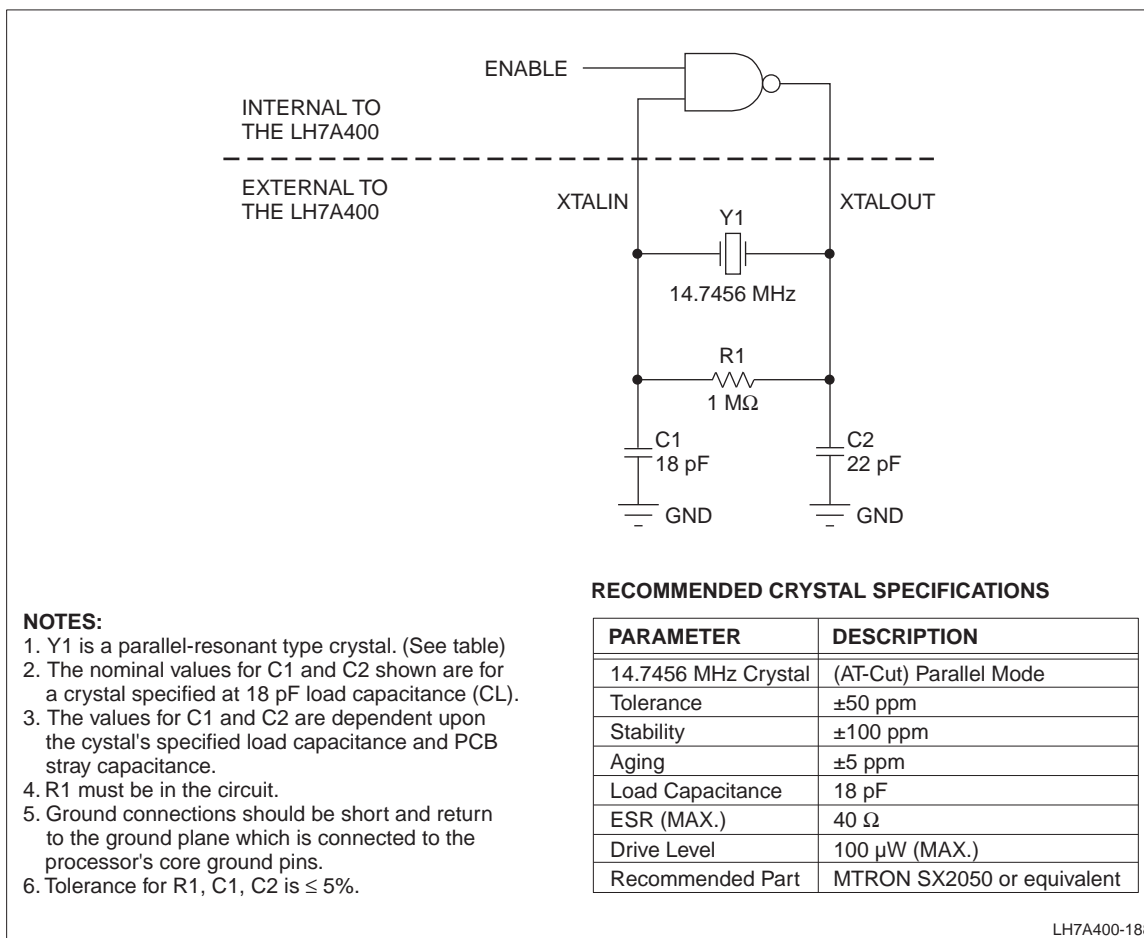 ENABLE
INTERNAL TO
THE LH7A400
EXTERNAL TO
THE LH7A400
XTALIN
XTALOUT
Y1
14.7456 MHz
R1
1 MΩ
C1
18 pF
C2
22 pF
GND
GND
NOTES:
1. Y1 is a parallel-resonant type crystal. (See table)
2. The nominal values for C1 and C2 shown are for
a crystal specified at 18 pF load capacitance (CL).
3. The values for C1 and C2 are dependent upon
the cystal's specified load capacitance and PCB
stray capacitance.
4. R1 must be in the circuit.
5. Ground connections should be short and return
to the ground plane which is connected to the
processor's core ground pins.
6. Tolerance for R1, C1, C2 is ≤ 5%.
RECOMMENDED CRYSTAL SPECIFICATIONS
PARAMETER DESCRIPTION
14.7456 MHz Crystal (AT-Cut) Parallel Mode
Tolerance ±50 ppm
Stability ±100 ppm
Aging ±5 ppm
Load Capacitance 18 pF
ESR (MAX.) 40 Ω
Drive Level 100 µW (MAX.)
Recommended Part MTRON SX2050 or equivalent